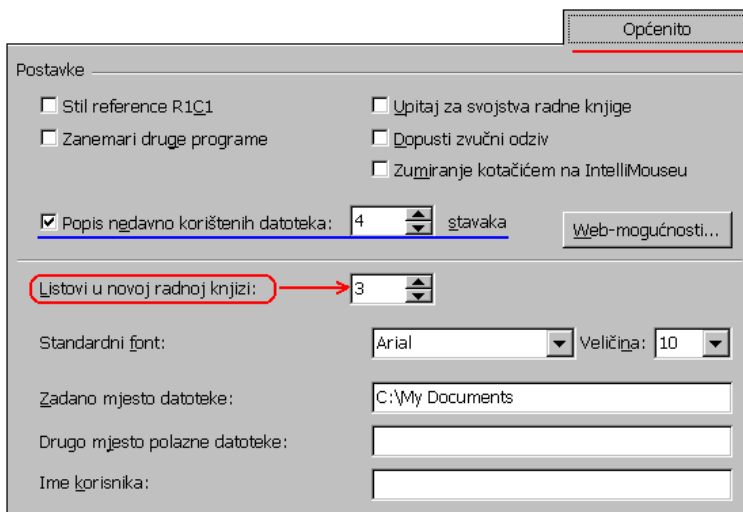 Općenito
Postavke
Stil reference R1C1
Upitaj za svojstva radne knjige
Zanemari druge programe
Dopusti zvučni odziv
Zumiranje kotačićem na IntelliMouseu
Popis nedavno korištenih datoteka: 4 stavaka
Web-mogućnosti...
Listovi u novoj radnoj knjizi: 3
Standardni font: Arial Veličina: 10
Zadano mjesto datoteke: C:\My Documents
Drugo mjesto polazne datoteke:
Ime korisnika: